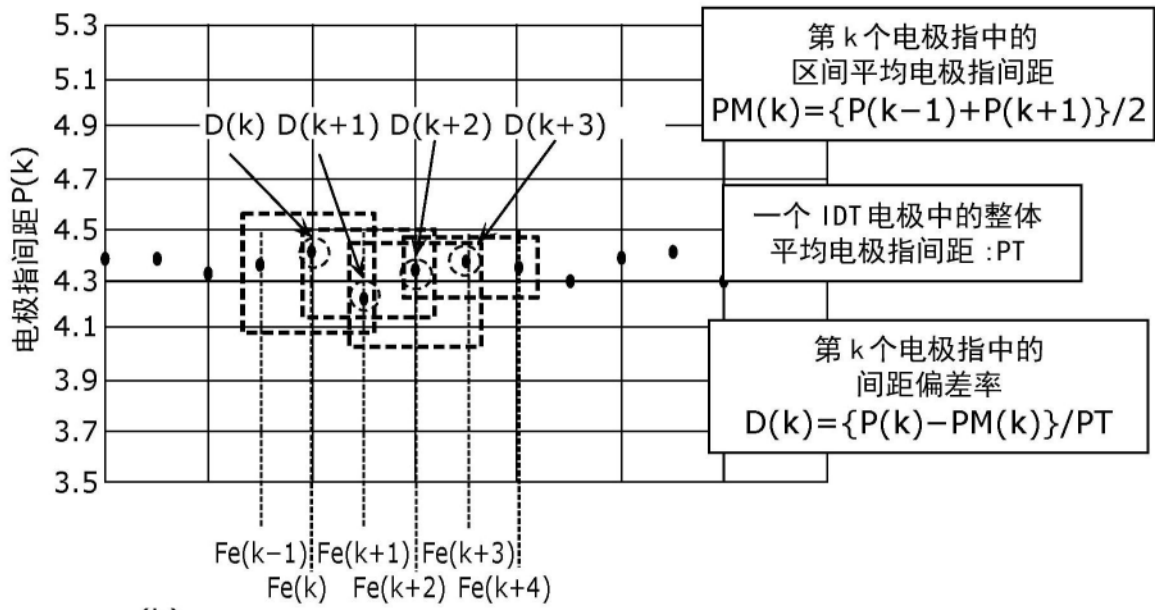 5.3
5.1
4.9
4.7
4.5
4.3
4.1
3.9
3.7
3.5
电极指间距P(k)
D(k) D(k+1) D(k+2) D(k+3)
第k个电极指中的
区间平均电极指间距
PM(k)={P(k−1)+P(k+1)}/2
一个 IDT电极中的整体
平均电极指间距:PT
第k个电极指中的
间距偏差率
D(k)={P(k)−PM(k)}/PT
Fe(k−1) Fe(k+1) Fe(k+3)
Fe(k) Fe(k+2) Fe(k+4)